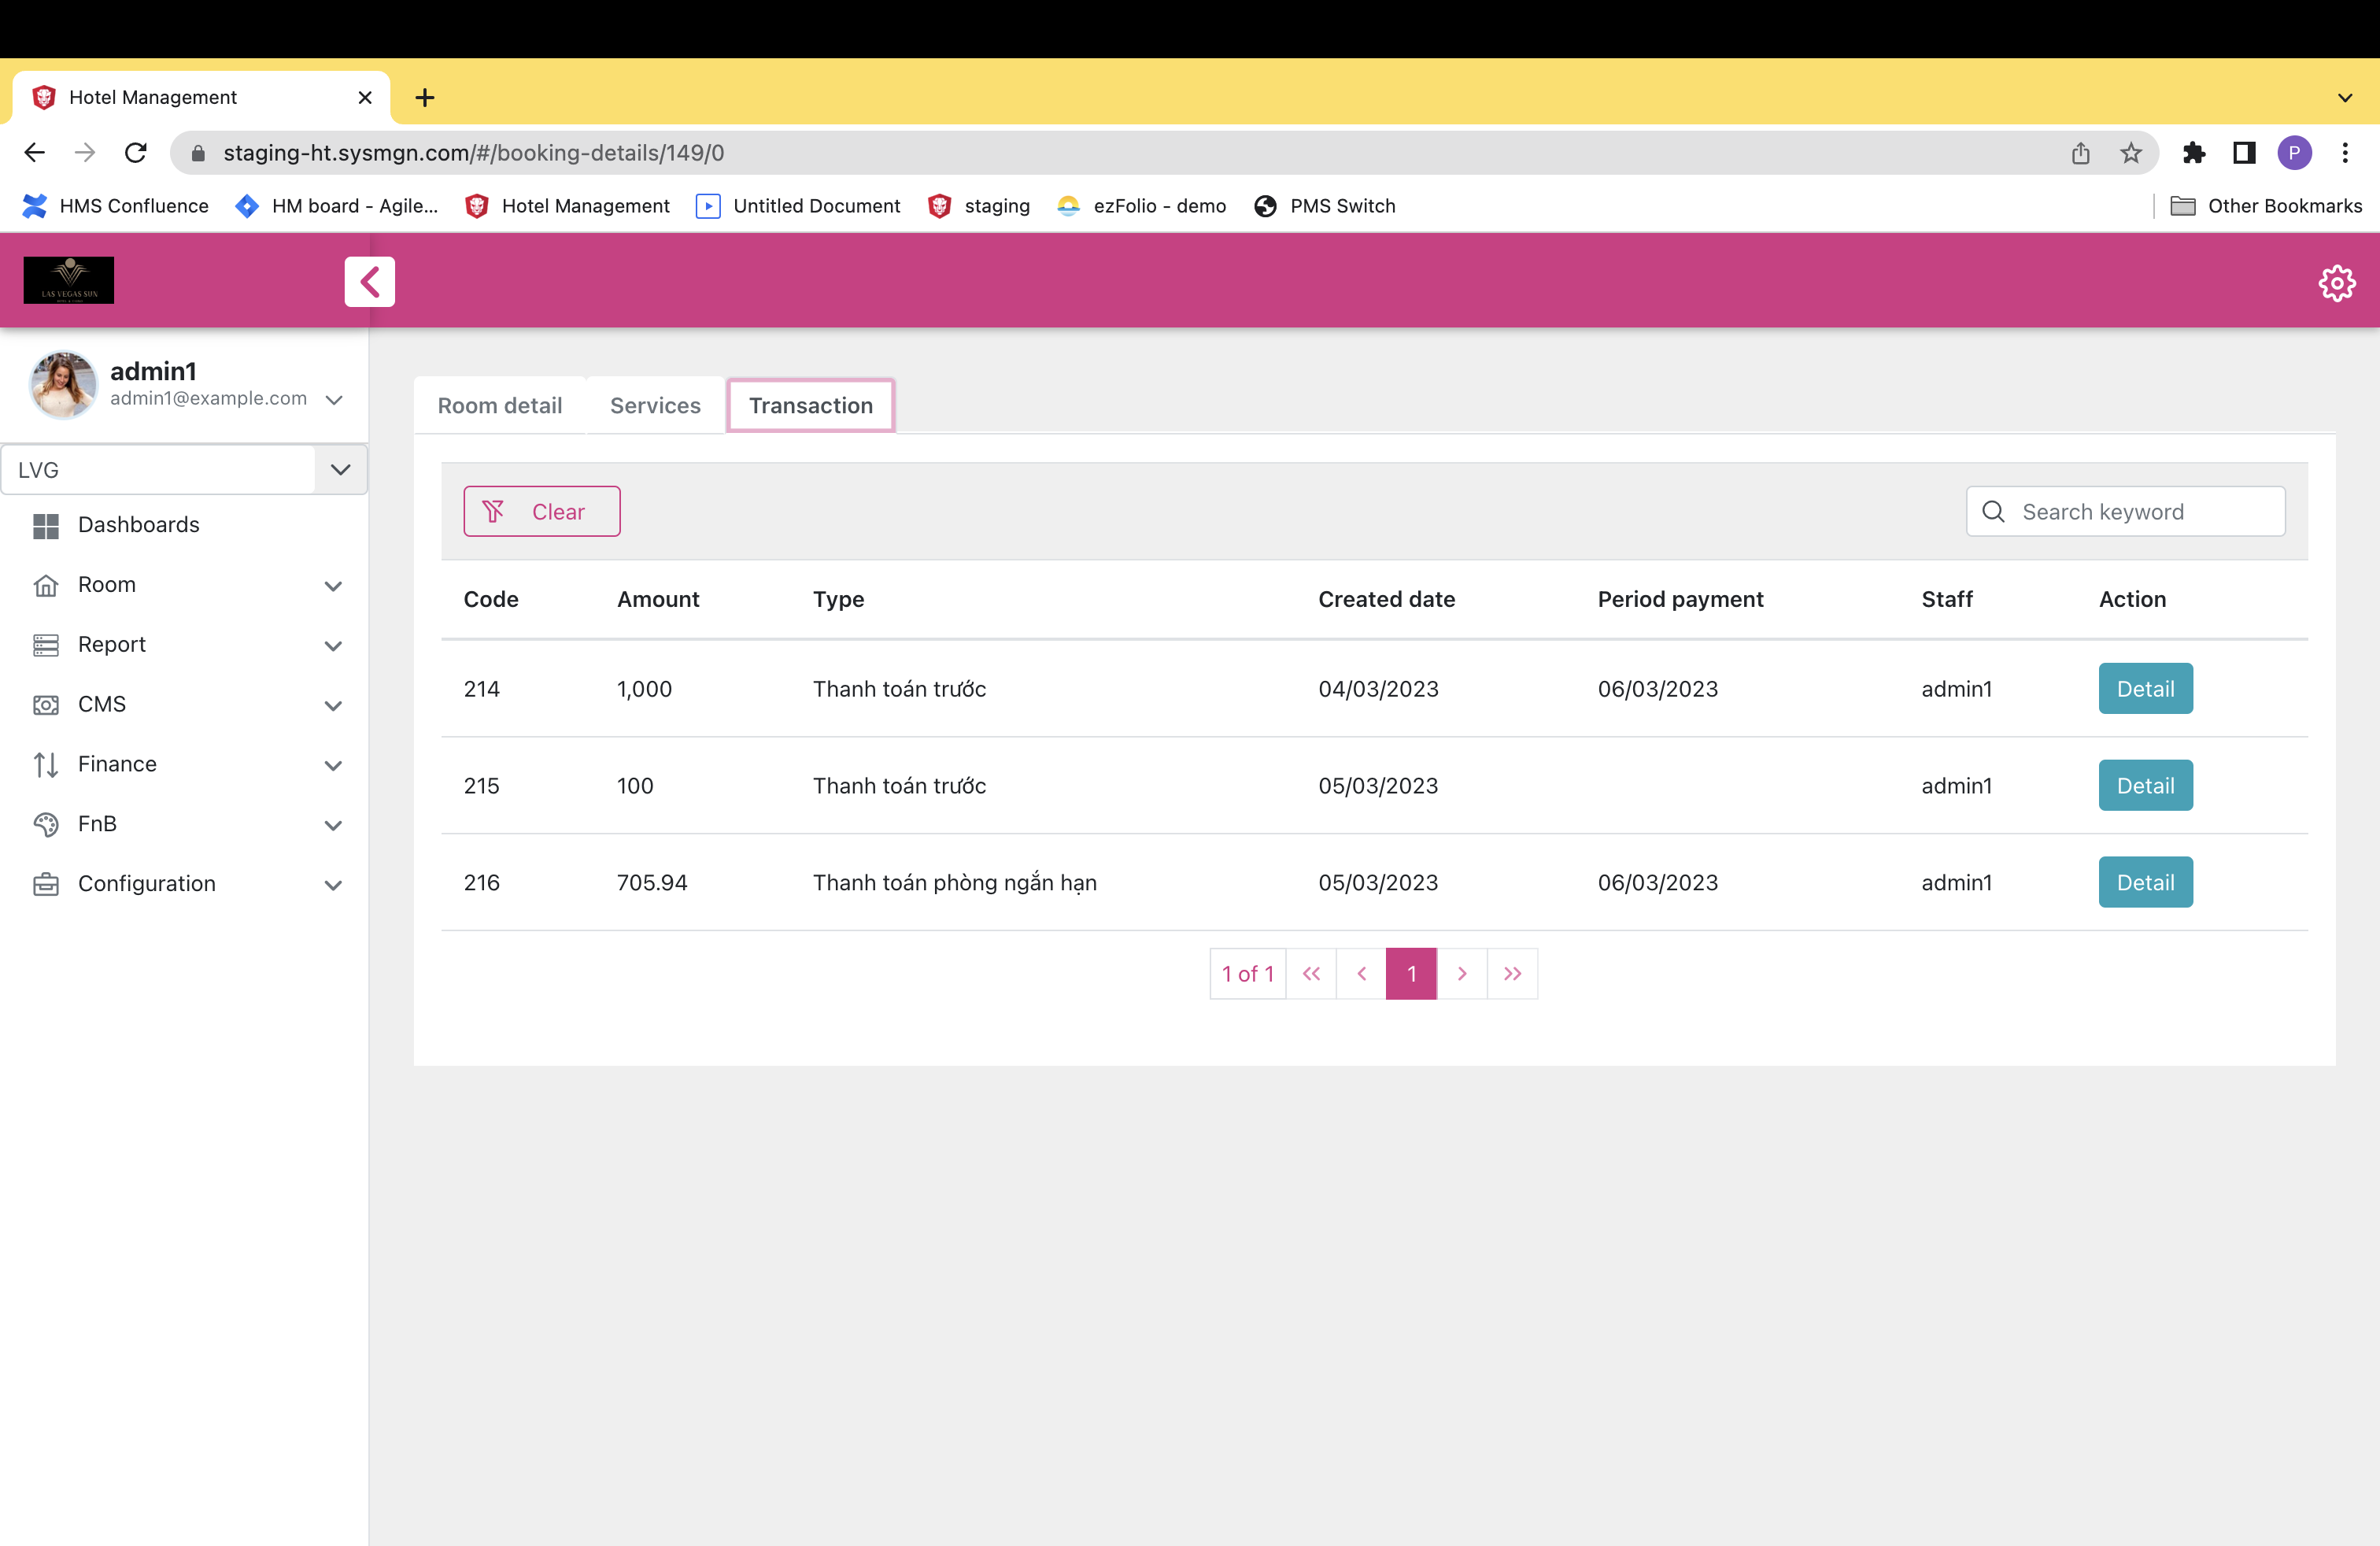 Hotel Management
staging-ht.sysmgn.com/#/booking-details/149/0
P
HMS Confluence
HM board - Agile...
Hotel Management
Untitled Document
staging
ezFolio - demo
PMS Switch
Other Bookmarks
LAS VEGAS SUN
admin1
admin1@example.com
LVG
Dashboards
Room
Report
CMS
Finance
FnB
Configuration
Room detail Services Transaction
Clear
Search keyword
Code Amount Type Created date Period payment Staff Action
214 1,000 Thanh toán trước 04/03/2023 06/03/2023 admin1 Detail
215 100 Thanh toán trước 05/03/2023 admin1 Detail
216 705.94 Thanh toán phòng ngắn hạn 05/03/2023 06/03/2023 admin1 Detail
1 of 1 « ‹ 1 › »